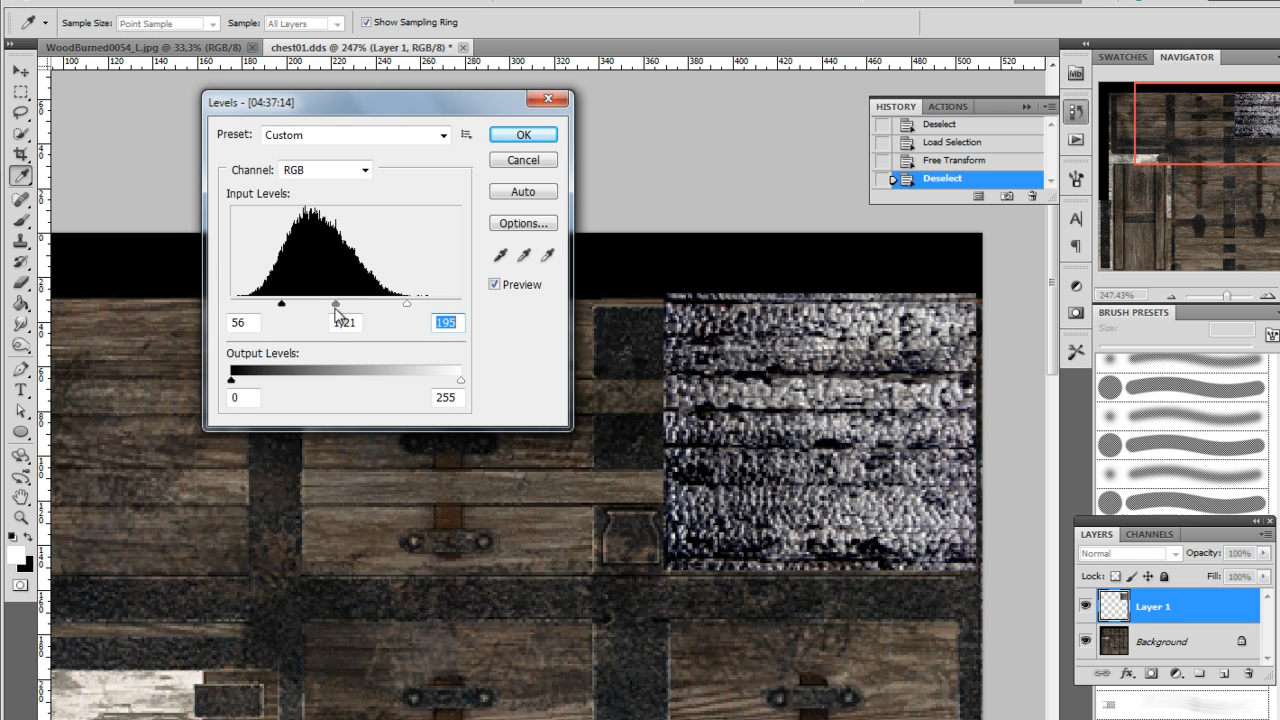 Sample Size: Point Sample Sample: All Layers Show Sampling Ring
WoodBurned0054_L.jpg @ 33,3% (RGB/8) chest01.dds @ 247% (Layer 1, RGB/8) *
100 120 140 160 180 200 220 240 260 280 300 320 340 360 380 400 420 440 460 480 500 520 540
Levels - [04:37:14]
Preset: Custom
OK
Cancel
Channel: RGB
Auto
Input Levels:
Options...
Preview
56 1,21 195
Output Levels:
0 255
HISTORY ACTIONS
Deselect
Load Selection
Free Transform
Deselect
Mb
SWATCHES NAVIGATOR
247.43%
BRUSH PRESETS
Size:
LAYERS CHANNELS
Normal Opacity: 100%
Lock: Fill: 100%
Layer 1
Background